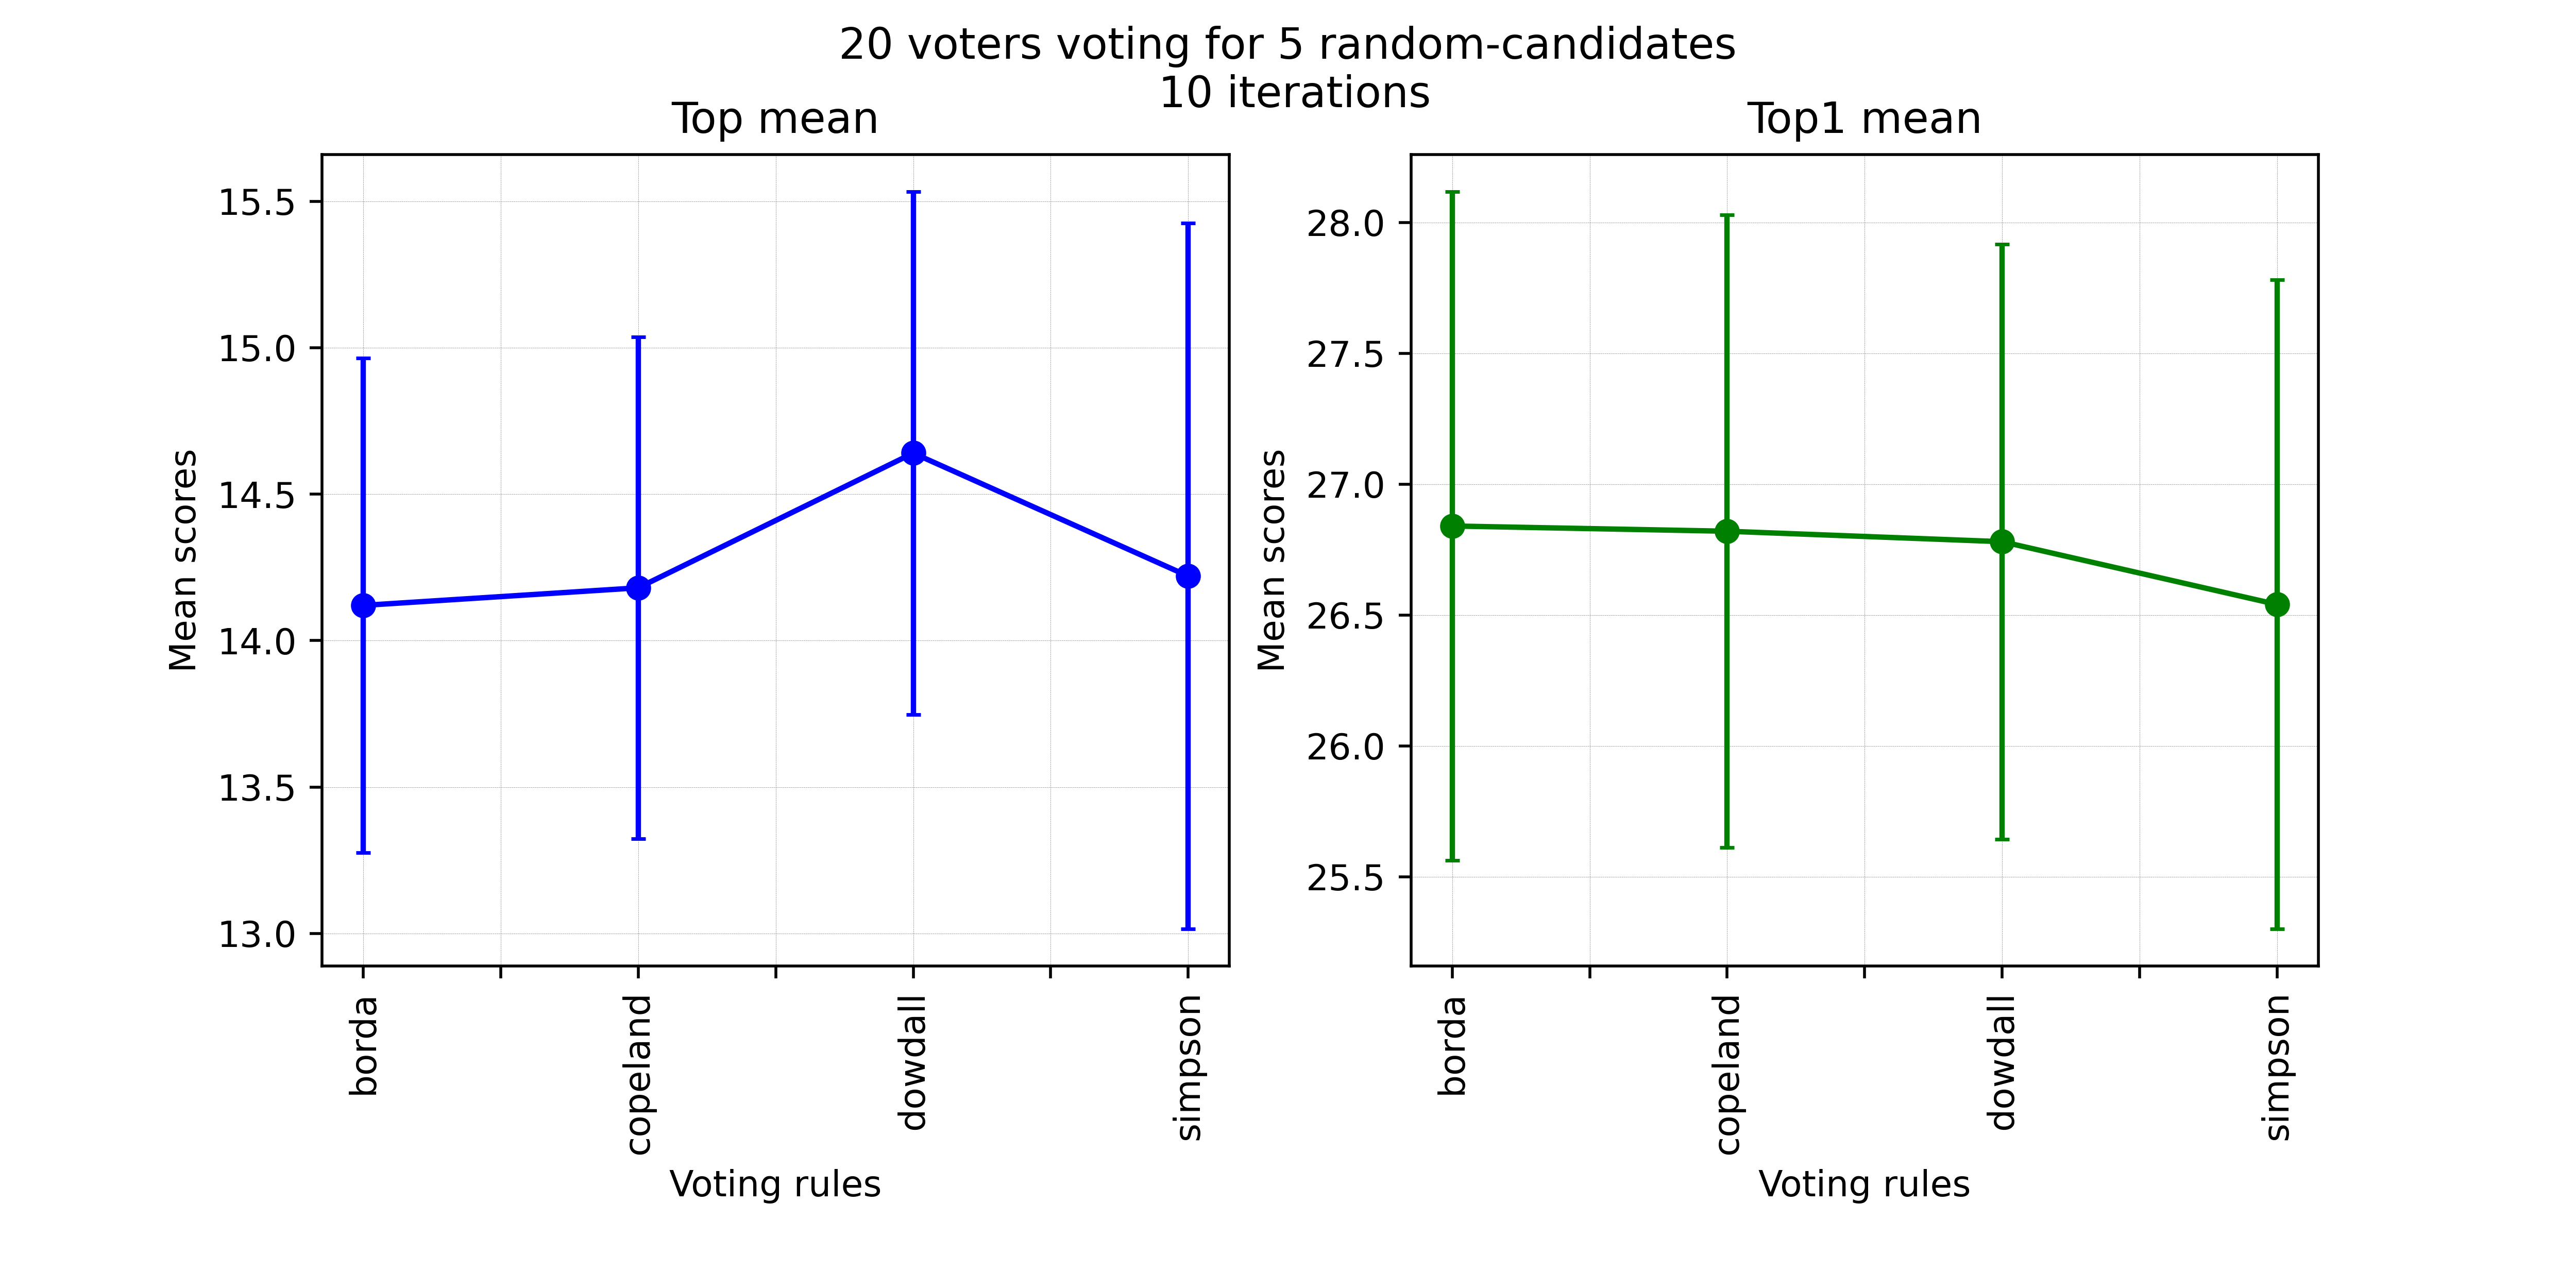 20 voters voting for 5 random-candidates
10 iterations
Top mean
15.5
15.0
14.5
14.0
13.5
13.0
Mean scores
borda
copeland
dowdall
simpson
Voting rules
Top1 mean
28.0
27.5
27.0
26.5
26.0
25.5
Mean scores
borda
copeland
dowdall
simpson
Voting rules